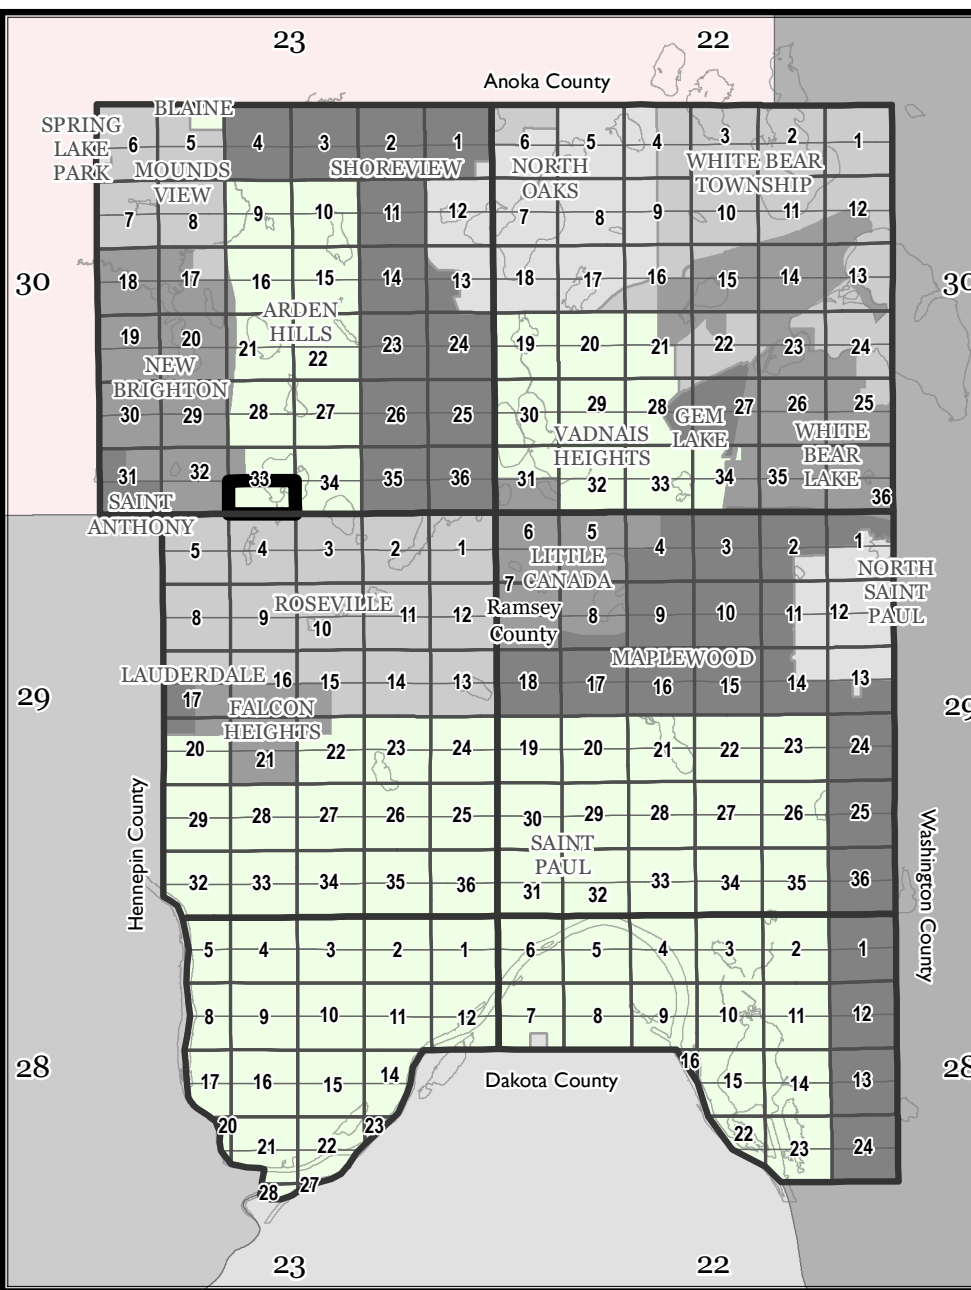 23 22
Anoka County
BLAINE
SPRING
LAKE
PARK
6 5 4 3 2 1 6 5 4 3 2 1
MOUNDS
VIEW
SHOREVIEW
NORTH
OAKS
WHITE BEAR
TOWNSHIP
7 8 9 10 11 12 7 8 9 10 11 12
30 18 17 16 15 14 13 18 17 16 15 14 13 30
ARDEN
HILLS
19 20 21 22 23 24 19 20 21 22 23 24
NEW
BRIGHTON
30 29 28 27 26 25 30 29 28 27 26 25
GEM
LAKE
VADNAIS
HEIGHTS
WHITE
BEAR
LAKE
31 32 33 34 35 36 31 32 33 34 35 36
SAINT
ANTHONY
5 4 3 2 1 6 5 4 3 2 1
LITTLE
CANADA
NORTH
SAINT
PAUL
ROSEVILLE
8 9 10 11 12 7 8 9 10 11 12
Ramsey
County
MAPLEWOOD
LAUDERDALE
29 17 16 15 14 13 18 17 16 15 14 13 29
FALCON
HEIGHTS
20 21 22 23 24 19 20 21 22 23 24
29 28 27 26 25 30 29 28 27 26 25
SAINT
PAUL
32 33 34 35 36 31 32 33 34 35 36
Hennepin County
Washington County
5 4 3 2 1 6 5 4 3 2 1
8 9 10 11 12 7 8 9 10 11 12
28 17 16 15 14 16 15 14 13 28
Dakota County
20 21 22 23 22 23 24
28 27
23 22